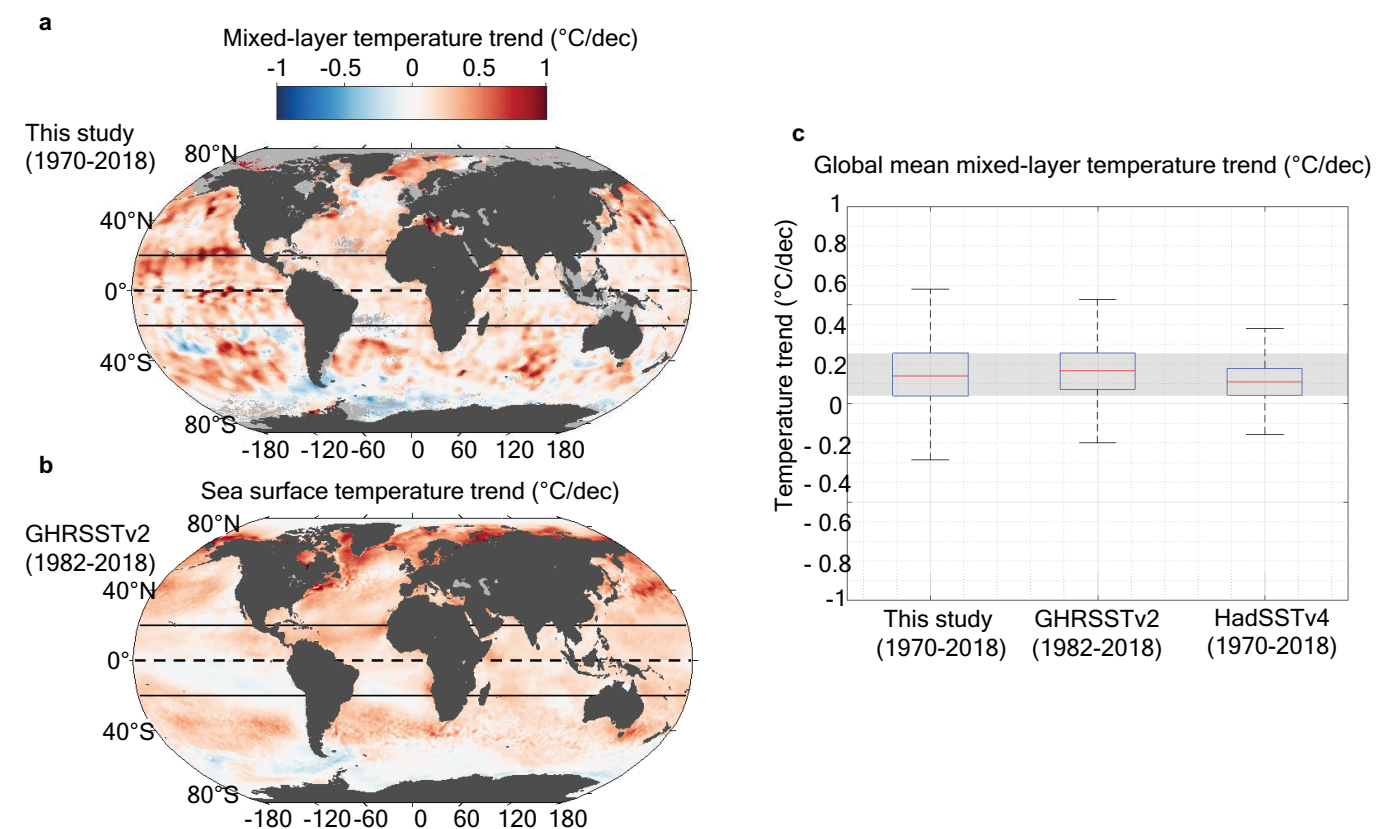 a
Mixed-layer temperature trend (°C/dec)
-1 -0.5 0 0.5 1
This study
(1970-2018)
80°N
40°N
0°
40°S
80°S
-180 -120 -60 0 60 120 180
b
Sea surface temperature trend (°C/dec)
GHRSSTv2
(1982-2018)
80°N
40°N
0°
40°S
80°S
-180 -120 -60 0 60 120 180
c
Global mean mixed-layer temperature trend (°C/dec)
Temperature trend (°C/dec)
1
0.8
0.6
0.4
0.2
0
- 0.2
- 0.4
- 0.6
- 0.8
-1
This study
(1970-2018)
GHRSSTv2
(1982-2018)
HadSSTv4
(1970-2018)